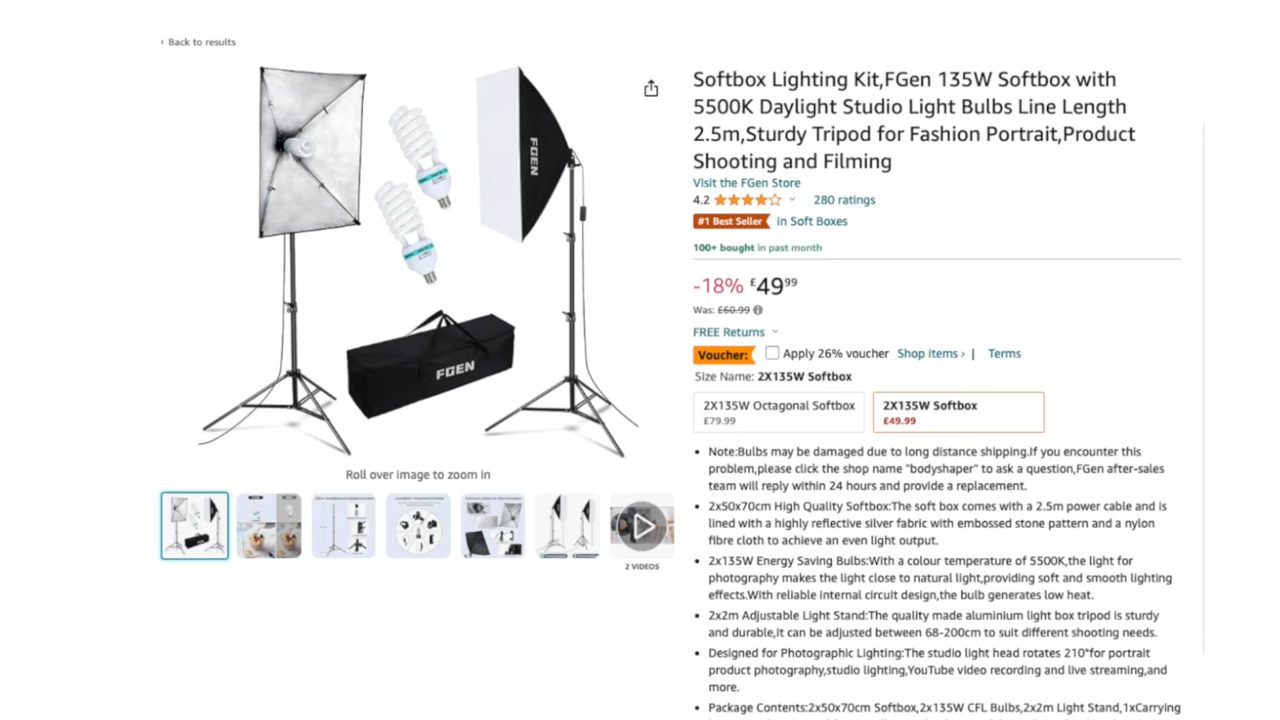 ‹ Back to results
Softbox Lighting Kit,FGen 135W Softbox with
5500K Daylight Studio Light Bulbs Line Length
2.5m,Sturdy Tripod for Fashion Portrait,Product
Shooting and Filming
Visit the FGen Store
4.2 280 ratings
#1 Best Seller in Soft Boxes
100+ bought in past month
-18% £49⁹⁹
Was: £60.99
FREE Returns
Voucher: Apply 26% voucher Shop items › | Terms
Size Name: 2X135W Softbox
2X135W Octagonal Softbox
£79.99
2X135W Softbox
£49.99
• Note:Bulbs may be damaged due to long distance shipping.If you encounter this
problem,please click the shop name "bodyshaper" to ask a question,FGen after-sales
team will reply within 24 hours and provide a replacement.
• 2x50x70cm High Quality Softbox:The soft box comes with a 2.5m power cable and is
lined with a highly reflective silver fabric with embossed stone pattern and a nylon
fibre cloth to achieve an even light output.
• 2x135W Energy Saving Bulbs:With a colour temperature of 5500K,the light for
photography makes the light close to natural light,providing soft and smooth lighting
effects.With reliable internal circuit design,the bulb generates low heat.
• 2x2m Adjustable Light Stand:The quality made aluminium light box tripod is sturdy
and durable,it can be adjusted between 68-200cm to suit different shooting needs.
• Designed for Photographic Lighting:The studio light head rotates 210°for portrait
product photography,studio lighting,YouTube video recording and live streaming,and
more.
• Package Contents:2x50x70cm Softbox,2x135W CFL Bulbs,2x2m Light Stand,1xCarrying
FGEN
FGEN
Roll over image to zoom in
2 VIDEOS